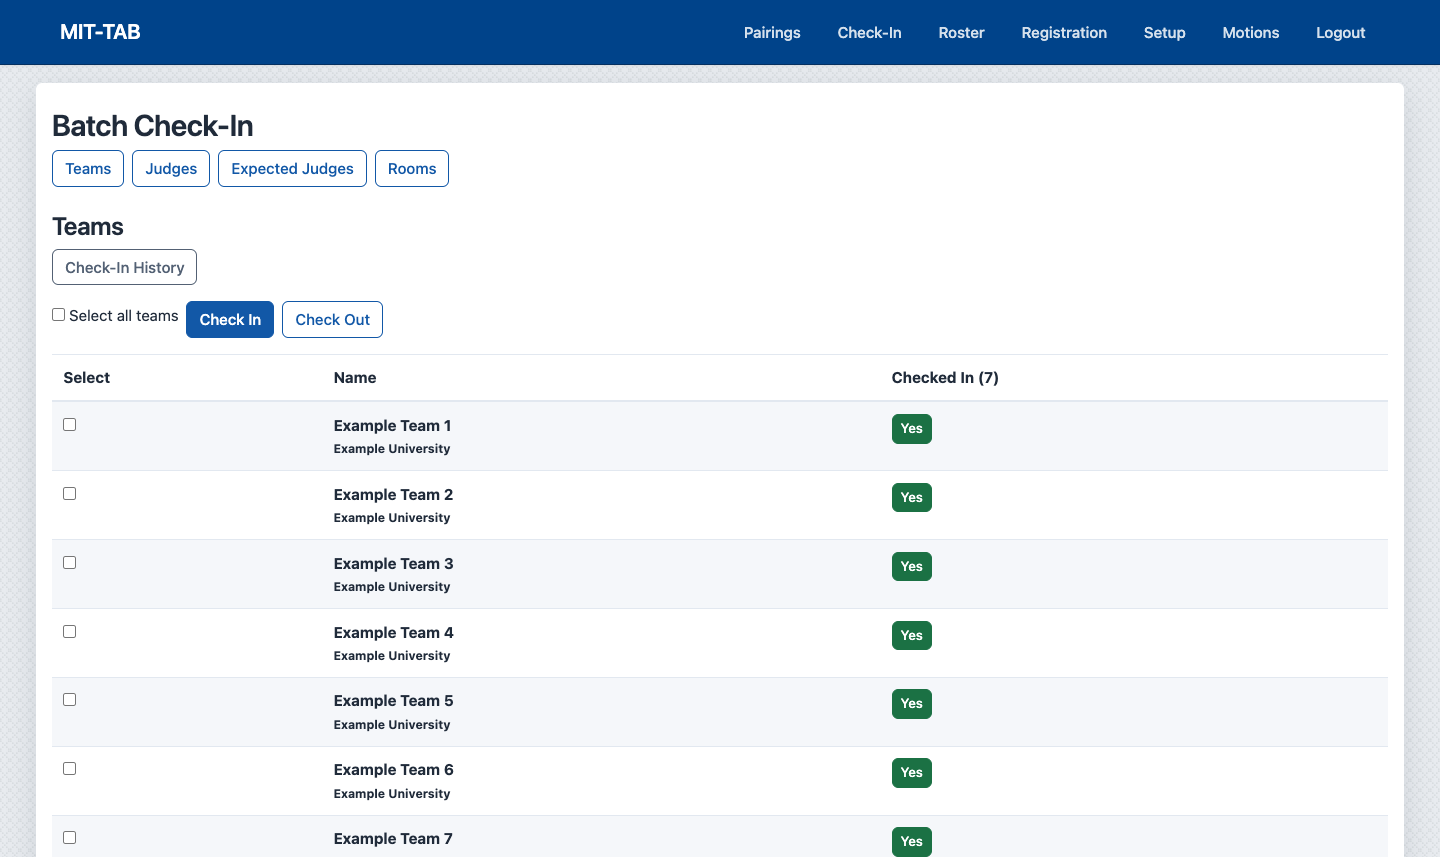 MIT-TAB
Pairings Check-In Roster Registration Setup Motions Logout
Batch Check-In
Teams Judges Expected Judges Rooms
Teams
Check-In History
Select all teams Check In Check Out
Select Name Checked In (7)
Example Team 1 Yes
Example University
Example Team 2 Yes
Example University
Example Team 3 Yes
Example University
Example Team 4 Yes
Example University
Example Team 5 Yes
Example University
Example Team 6 Yes
Example University
Example Team 7 Yes